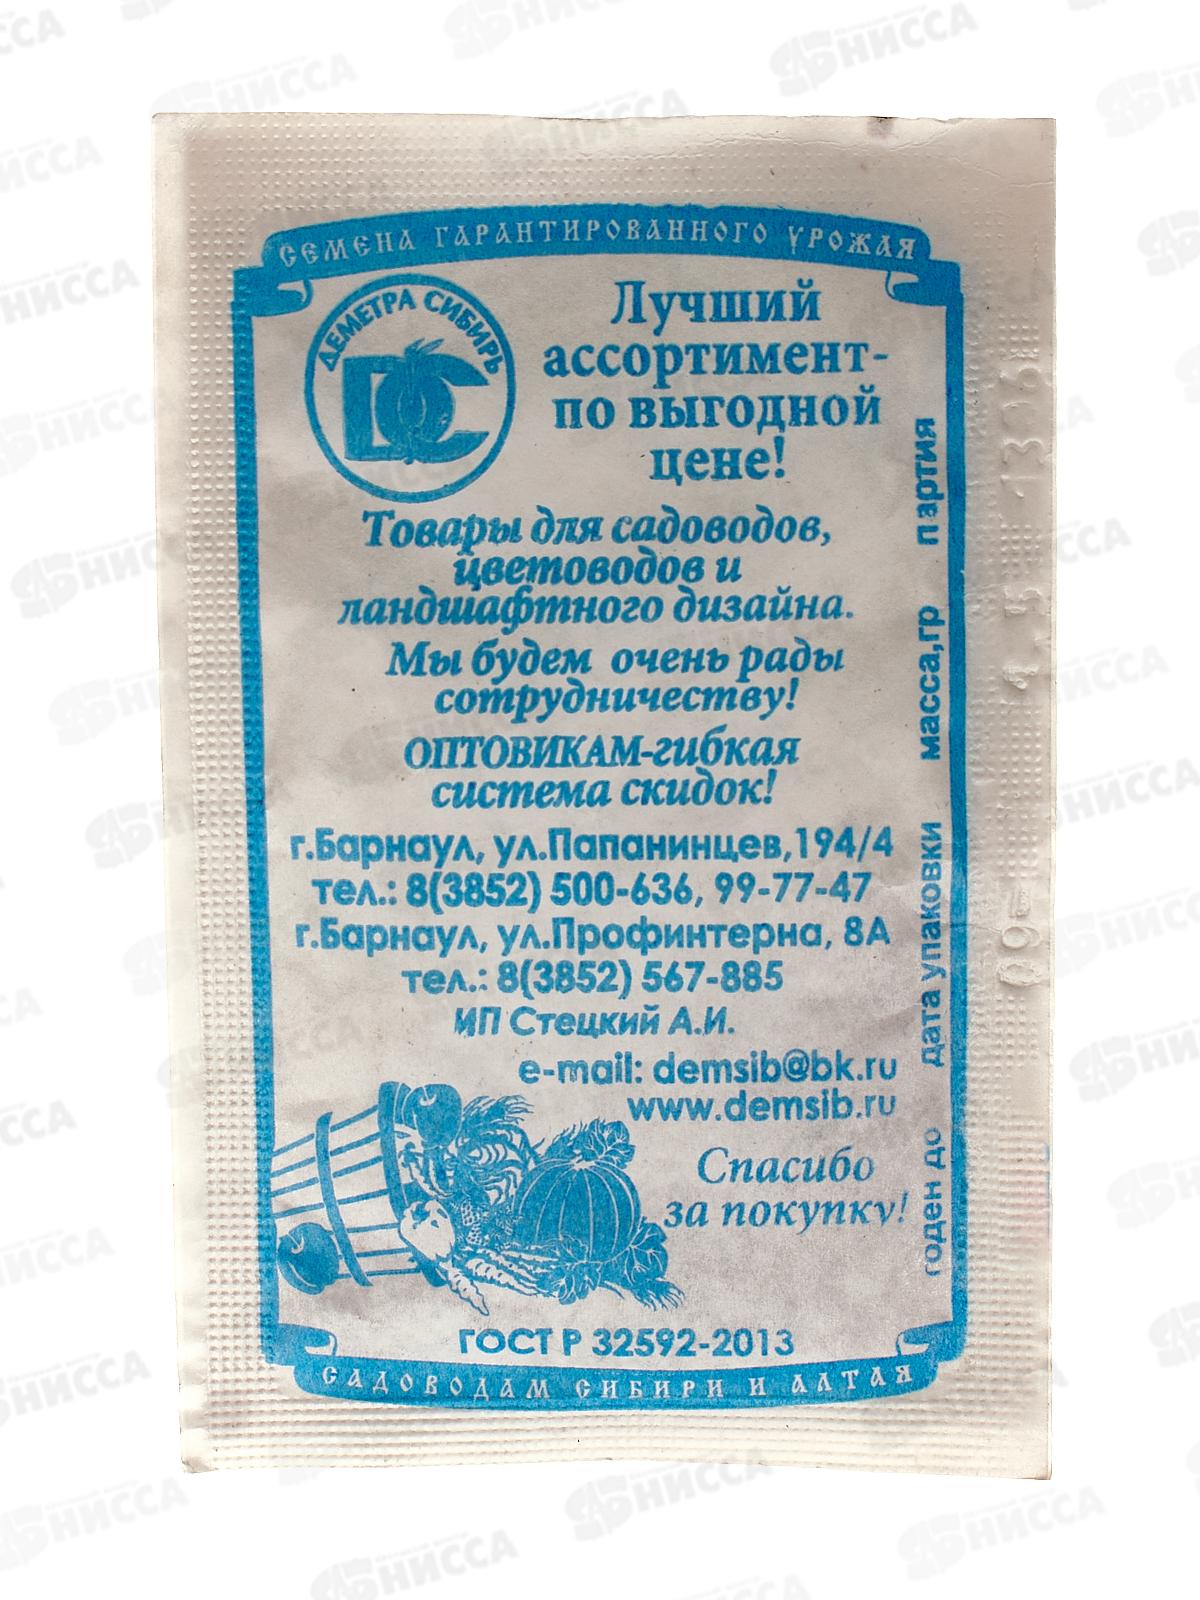 СЕМЕНА ГАРАНТИРОВАННОГО УРОЖАЯ
ДЕМЕТРА СИБИРЬ
ДС
Лучший
ассортимент-
по выгодной
цене!
Товары для садоводов,
цветоводов и
ландшафтного дизайна.
Мы будем очень рады
сотрудничеству!
ОПТОВИКАМ-гибкая
система скидок!
г.Барнаул, ул.Папанинцев,194/4
тел.: 8(3852) 500-636, 99-77-47
г.Барнаул, ул.Профинтерна, 8А
тел.: 8(3852) 567-885
ИП Стецкий А.И.
e-mail: demsib@bk.ru
www.demsib.ru
Спасибо
за покупку!
ГОСТ Р 32592-2013
САДОВОДАМ СИБИРИ И АЛТАЯ
годен до дата упаковки масса,гр партия
НИССА